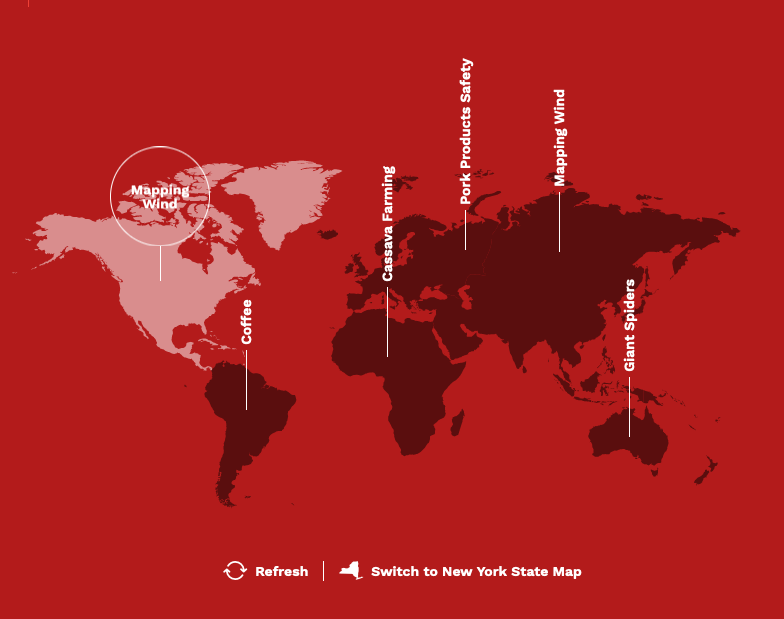 Mapping
Wind
Coffee
Cassava Farming
Pork Products Safety
Mapping Wind
Giant Spiders
Refresh
Switch to New York State Map